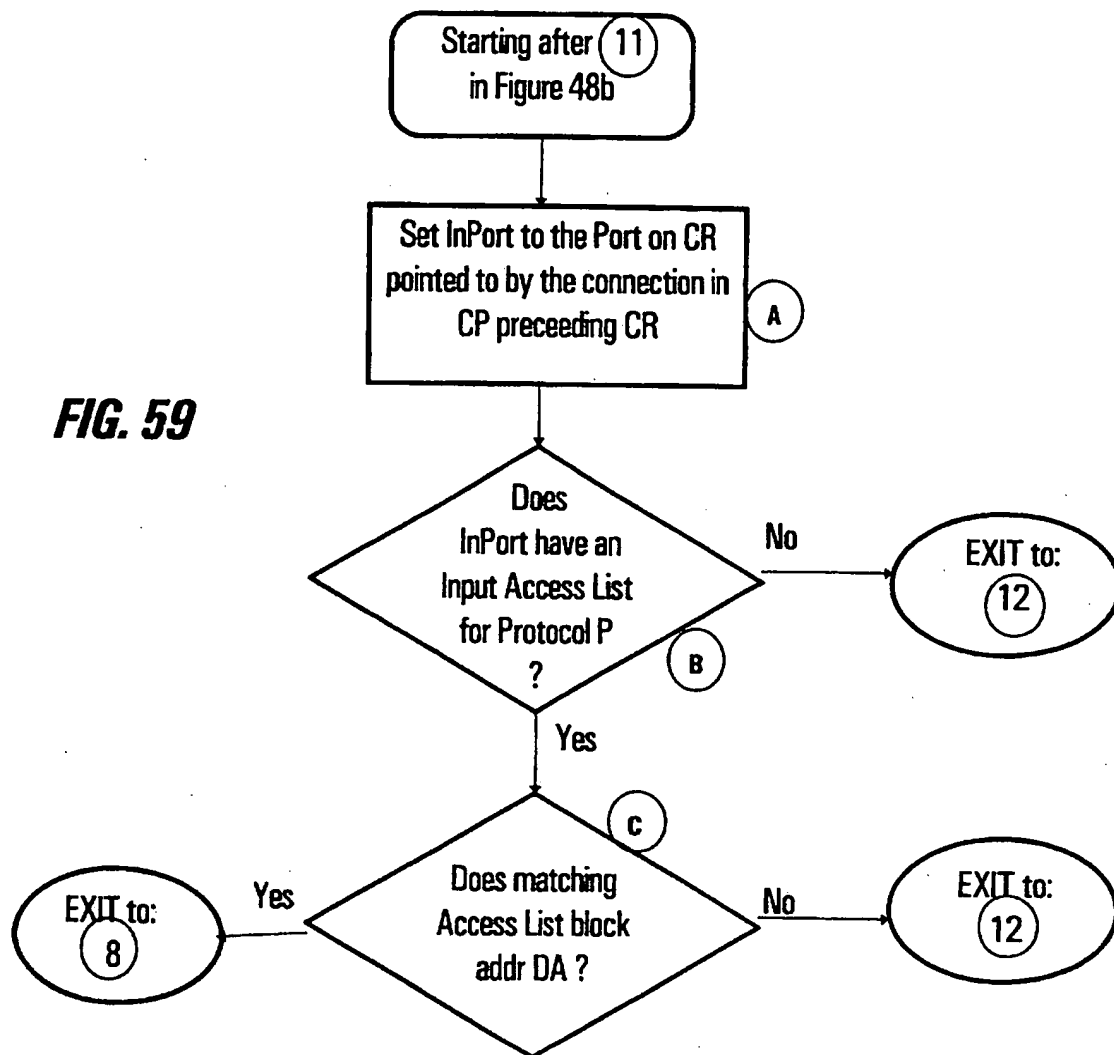 Starting after 11
in Figure 48b
Set InPort to the Port on CR
pointed to by the connection in
CP preceeding CR
A
FIG. 59
Does
InPort have an
Input Access List
for Protocol P
?
B
No
EXIT to:
12
Yes
C
Does matching
Access List block
addr DA ?
Yes
EXIT to:
8
No
EXIT to:
12